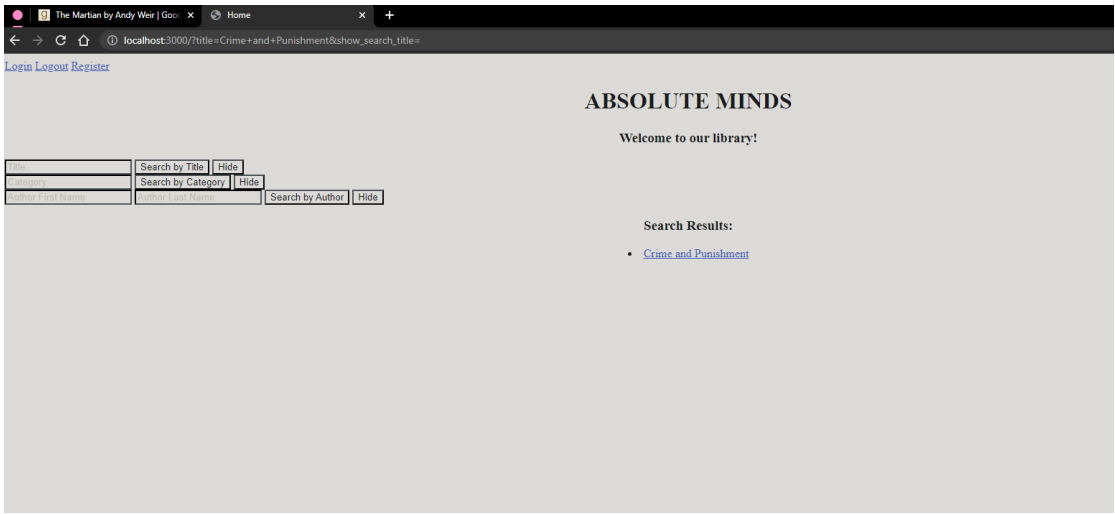 The Martian by Andy Weir | Goo
Home
localhost:3000/?title=Crime+and+Punishment&show_search_title=
Login Logout Register
ABSOLUTE MINDS
Welcome to our library!
Title Search by Title Hide
Category Search by Category Hide
Author First Name Author Last Name Search by Author Hide
Search Results:
• Crime and Punishment